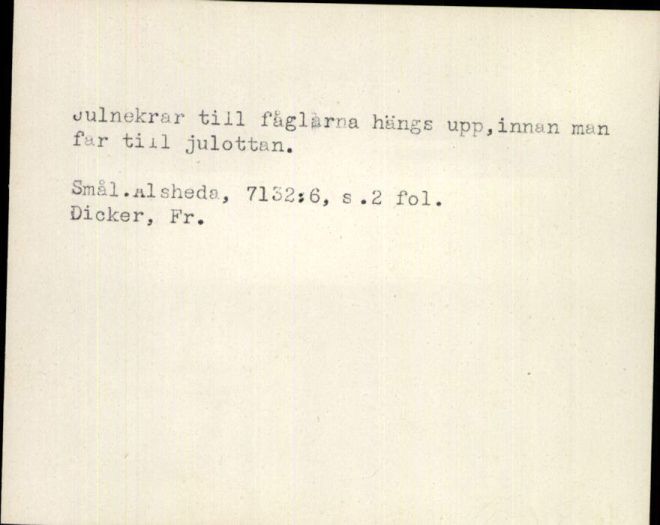 Julnekrar till fåglarna hängs upp,innan man
far till julottan.
Smål.Alsheda, 7132:6, s.2 fol.
Dicker, Fr.